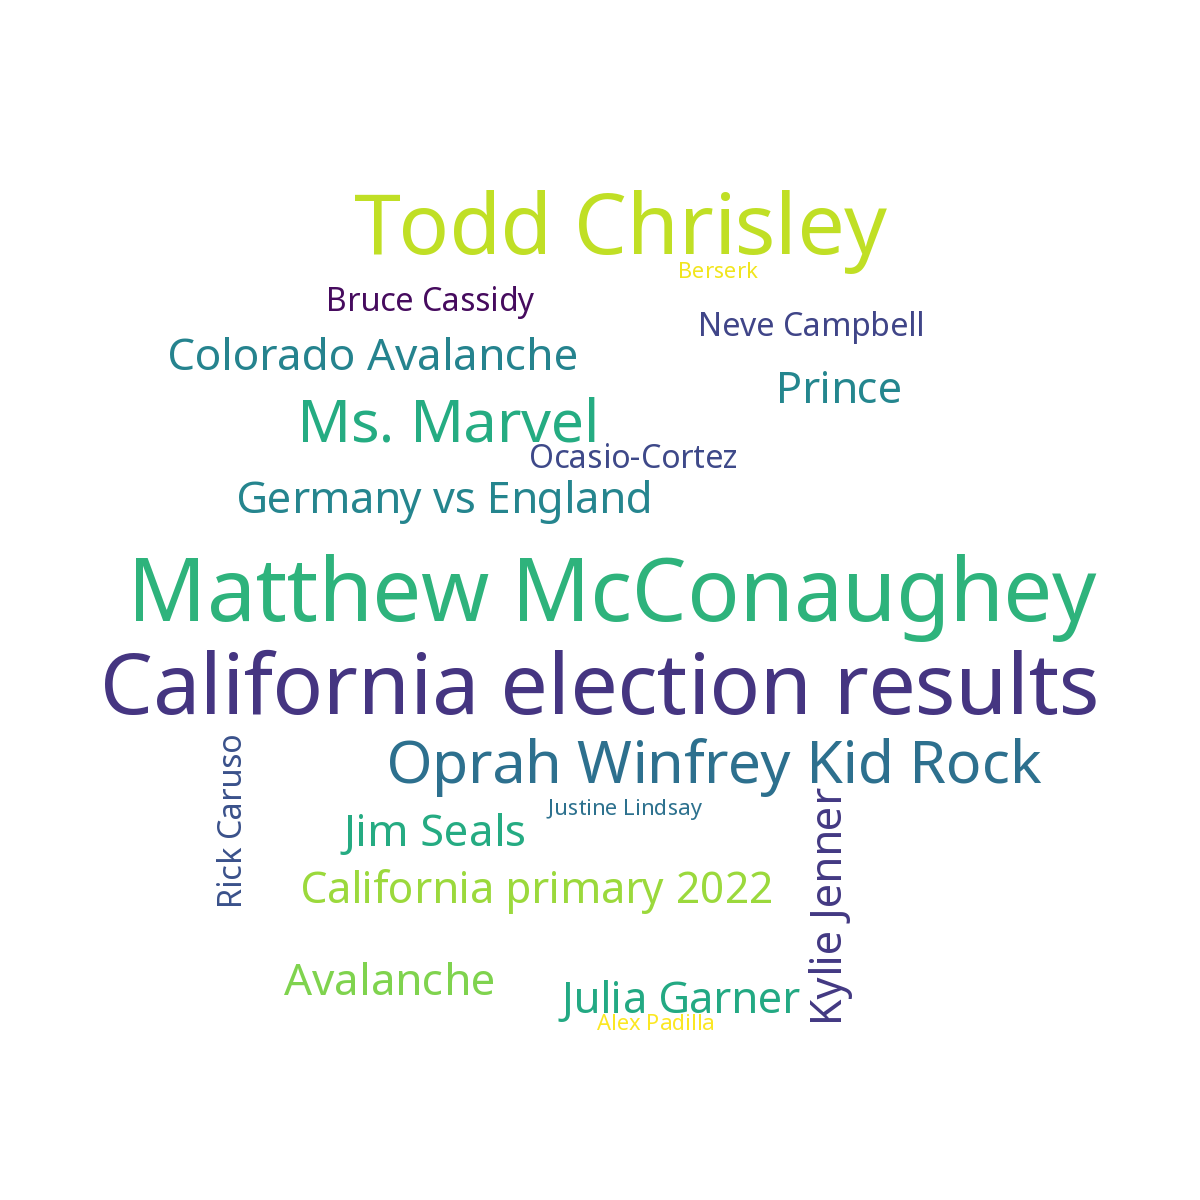 Todd Chrisley
Berserk
Bruce Cassidy
Neve Campbell
Colorado Avalanche
Prince
Ms. Marvel
Ocasio-Cortez
Germany vs England
Matthew McConaughey
California election results
Oprah Winfrey Kid Rock
Rick Caruso
Justine Lindsay
Jim Seals
Kylie Jenner
California primary 2022
Avalanche
Julia Garner
Alex Padilla